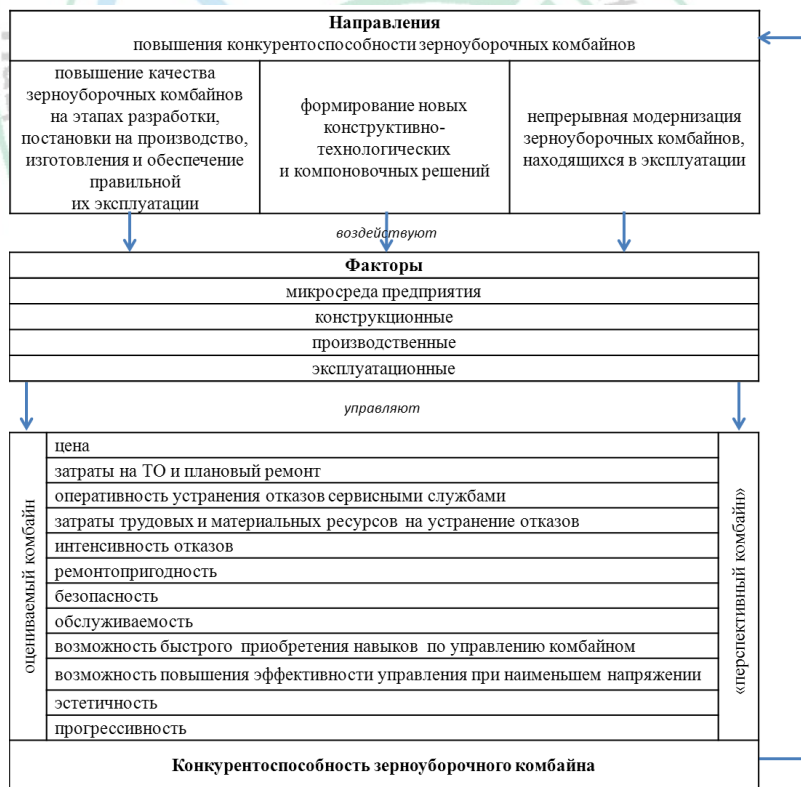 Направления
повышения конкурентоспособности зерноуборочных комбайнов
повышение качества
зерноуборочных комбайнов
на этапах разработки,
постановки на производство,
изготовления и обеспечение
правильной
их эксплуатации
формирование новых
конструктивно-
технологических
и компоновочных решений
непрерывная модернизация
зерноуборочных комбайнов,
находящихся в эксплуатации
воздействуют
Факторы
микросреда предприятия
конструкционные
производственные
эксплуатационные
управляют
оцениваемый комбайн
цена
затраты на ТО и плановый ремонт
оперативность устранения отказов сервисными службами
затраты трудовых и материальных ресурсов на устранение отказов
интенсивность отказов
ремонтопригодность
безопасность
обслуживаемость
возможность быстрого приобретения навыков по управлению комбайном
возможность повышения эффективности управления при наименьшем напряжении
эстетичность
прогрессивность
«перспективный комбайн»
Конкурентоспособность зерноуборочного комбайна